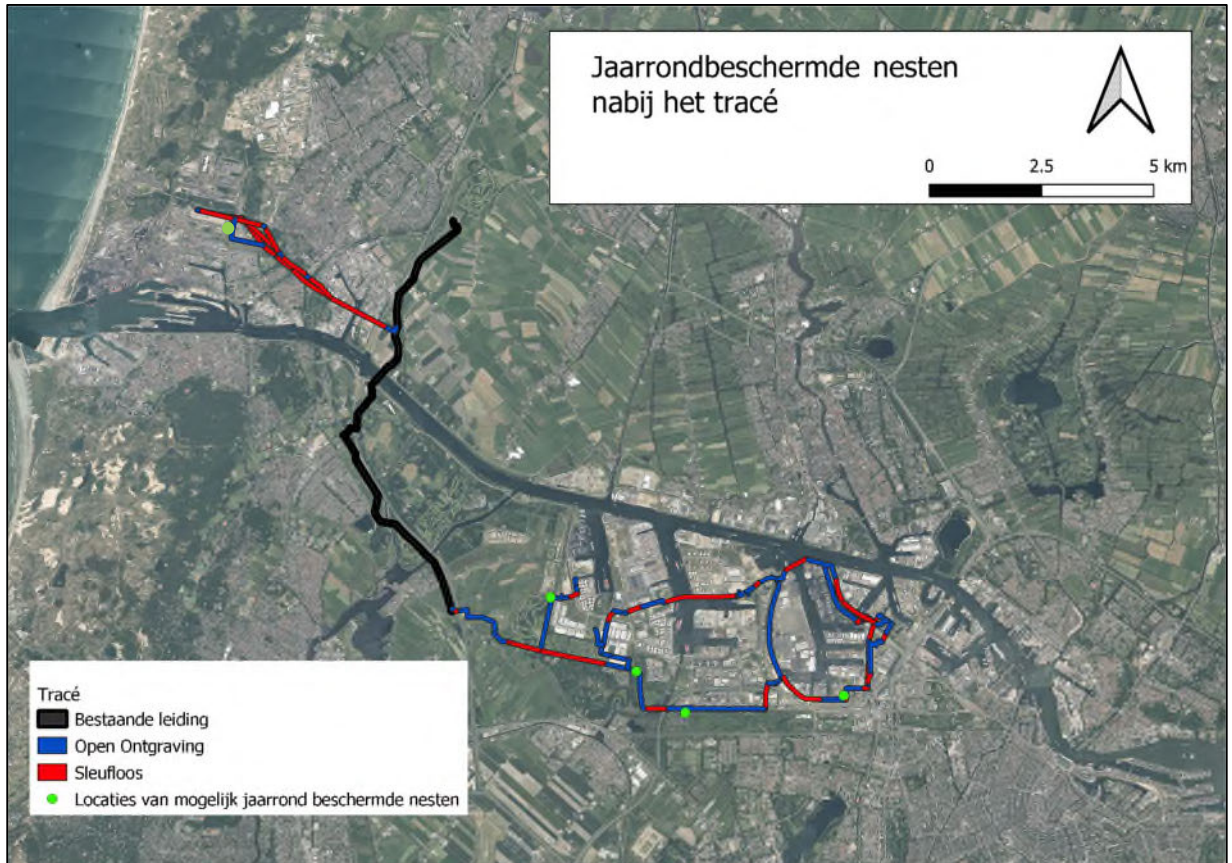 Jaarrondbeschermde nesten
nabij het tracé
0 2.5 5 km
Tracé
Bestaande leiding
Open Ontgraving
Sleufloos
Locaties van mogelijk jaarrond beschermde nesten